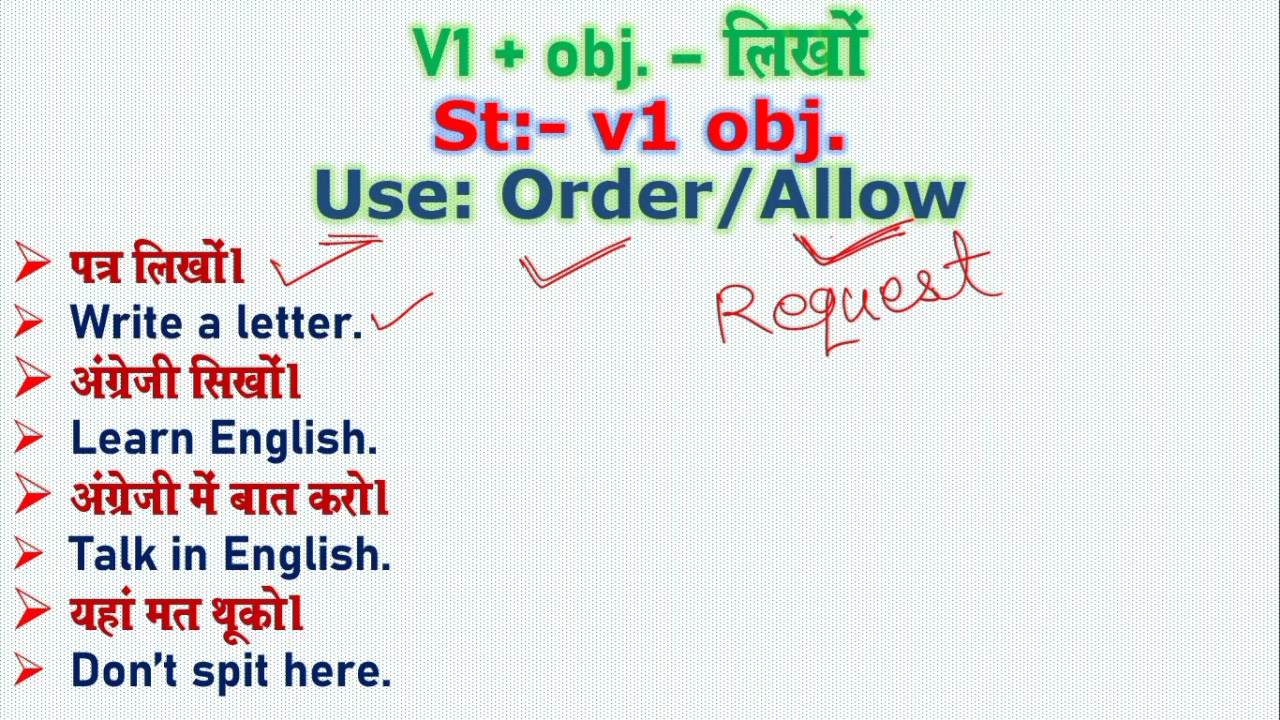 V1 + obj. – लिखों
St:- v1 obj.
Use: Order/Allow
Request
➢ पत्र लिखों।
➢ Write a letter.
➢ अंग्रेजी सिखों।
➢ Learn English.
➢ अंग्रेजी में बात करो।
➢ Talk in English.
➢ यहां मत थूको।
➢ Don't spit here.